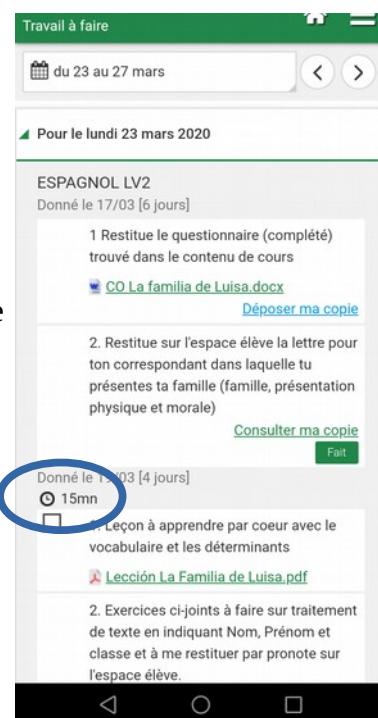 Travail à faire
du 23 au 27 mars
Pour le lundi 23 mars 2020
ESPAGNOL LV2
Donné le 17/03 [6 jours]
1 Restitue le questionnaire (complété)
trouvé dans le contenu de cours
CO La familia de Luisa.docx
Déposer ma copie
2. Restitue sur l'espace élève la lettre pour
ton correspondant dans laquelle tu
présentes ta famille (famille, présentation
physique et morale)
Consulter ma copie
Fait
Donné le 19/03 [4 jours]
15mn
Leçon à apprendre par coeur avec le
vocabulaire et les déterminants
Lección La Familia de Luisa.pdf
2. Exercices ci-joints à faire sur traitement
de texte en indiquant Nom, Prénom et
classe et à me restituer par pronote sur
l'espace élève.